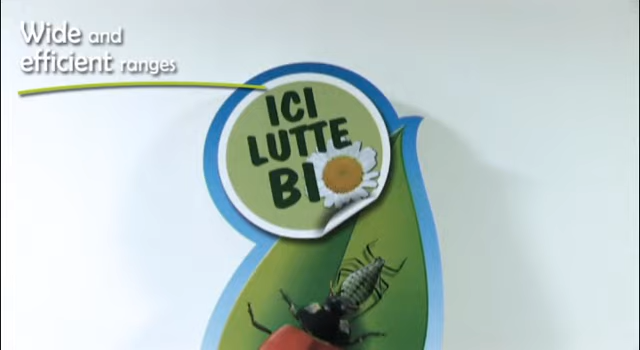 Wide and
efficient ranges
ICI
LUTTE
BI